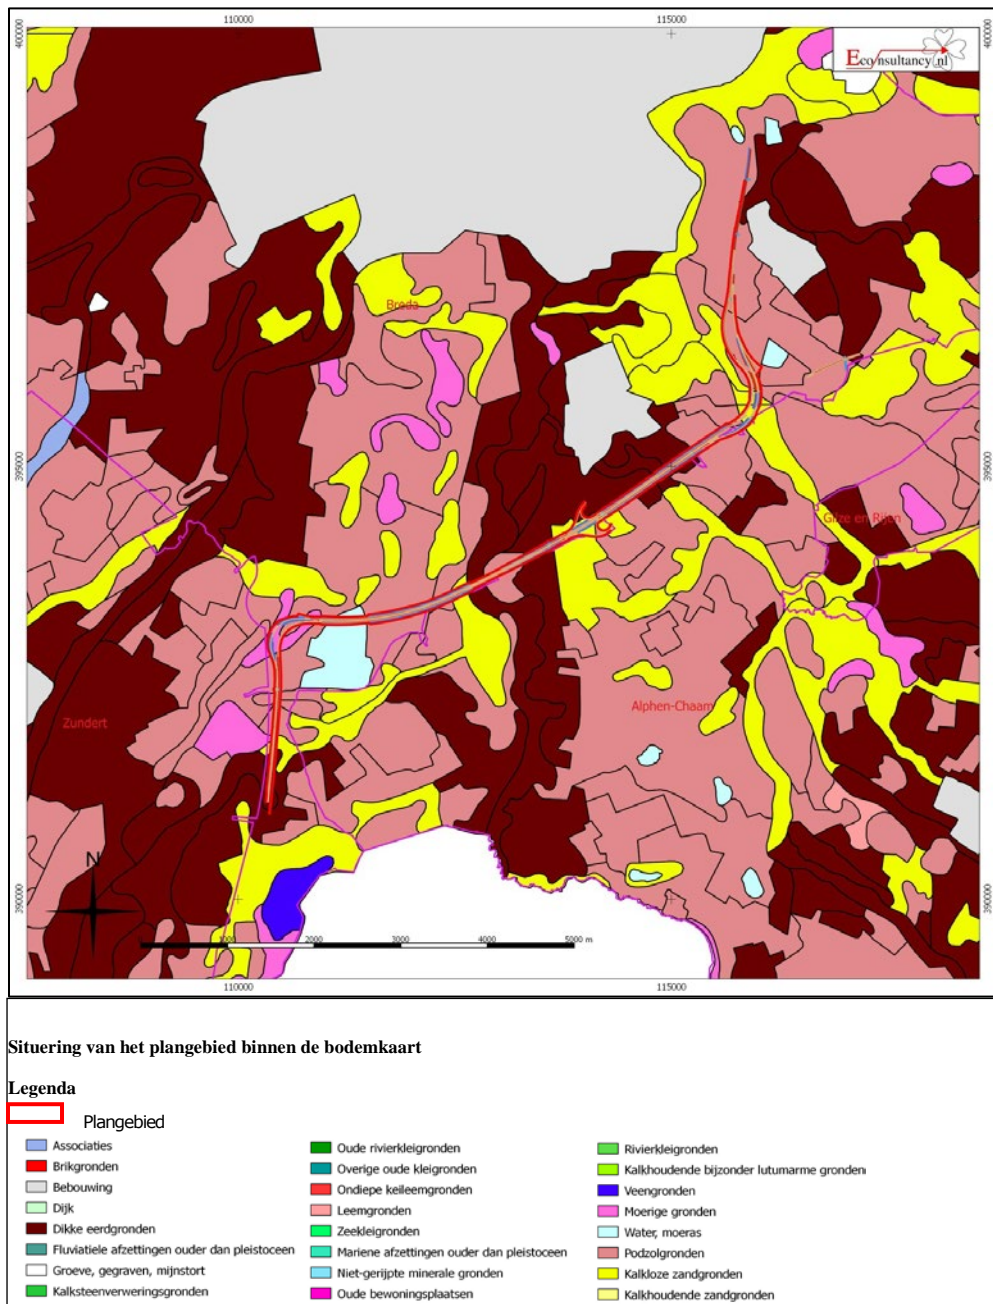 110000
115000
400000
400000
Econsultancy.nl
Breda
395000
395000
Gilze en Rijen
Zundert
Alphen-Chaam
N
390000
390000
1000 2000 3000 4000 5000 m
110000
115000
Situering van het plangebied binnen de bodemkaart
Legenda
Plangebied
Associaties
Brikgronden
Bebouwing
Dijk
Dikke eerdgronden
Fluviatiele afzettingen ouder dan pleistoceen
Groeve, gegraven, mijnstort
Kalksteenverweringsgronden
Oude rivierkleigronden
Overige oude kleigronden
Ondiepe keileemgronden
Leemgronden
Zeekleigronden
Mariene afzettingen ouder dan pleistoceen
Niet-gerijpte minerale gronden
Oude bewoningsplaatsen
Rivierkleigronden
Kalkhoudende bijzonder lutumarme gronden
Veengronden
Moerige gronden
Water, moeras
Podzolgronden
Kalkloze zandgronden
Kalkhoudende zandgronden